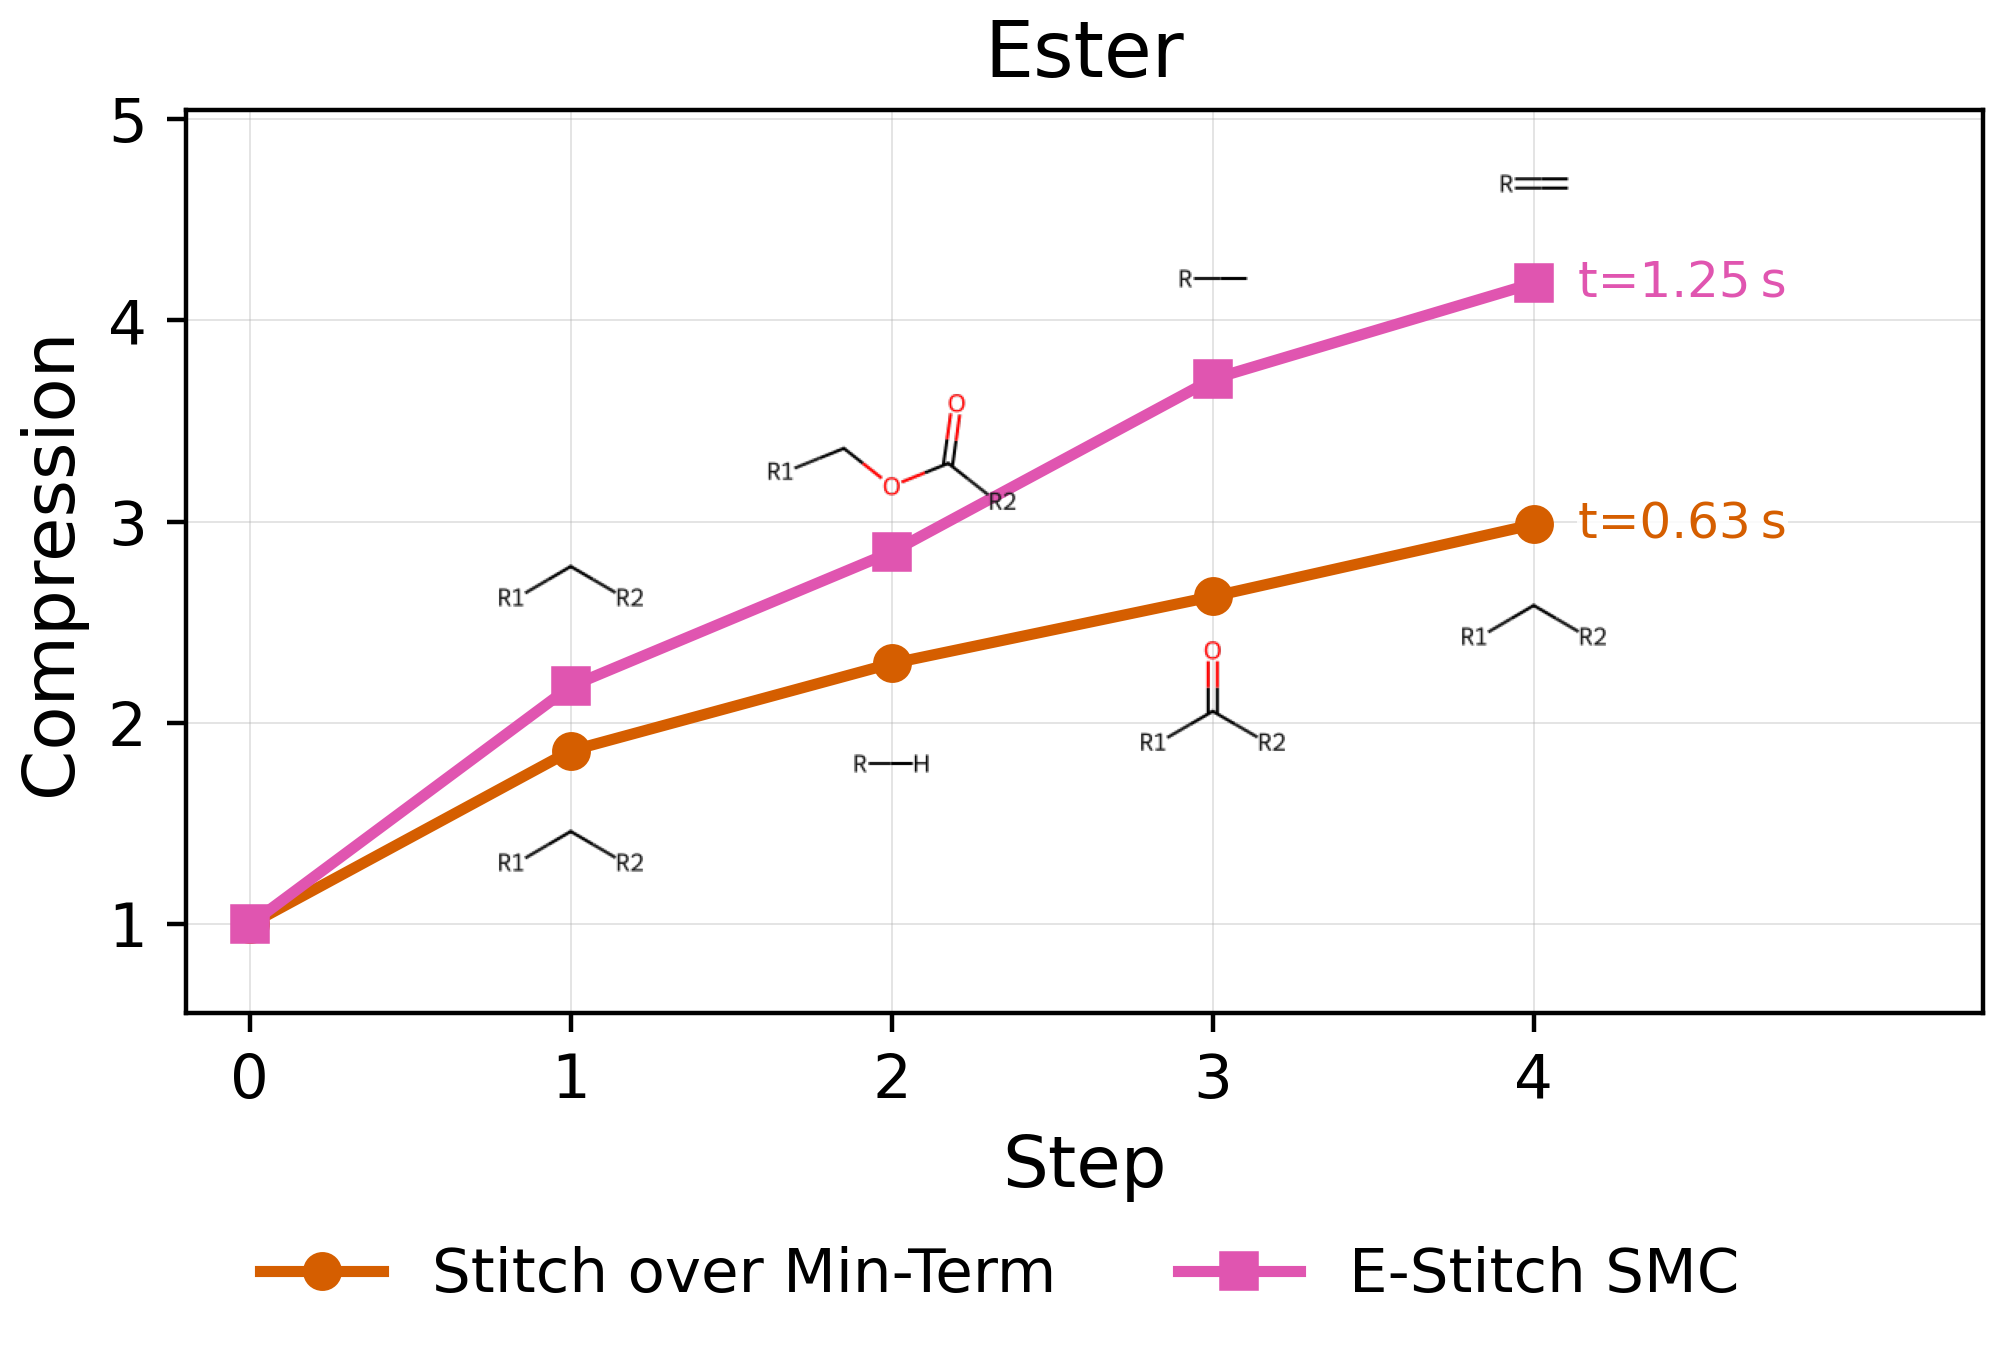 Ester
Compression
5
4
3
2
1
R
t=1.25 s
R
O
R1
O
R2
t=0.63 s
R1
R2
R1
R2
O
R1
R2
R
H
R1
R2
0
1
2
3
4
Step
Stitch over Min-Term
E-Stitch SMC